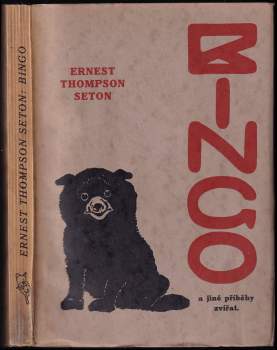 ERNEST THOMPSON SETON: BINGO
ERNEST
THOMPSON
SETON
BINGO
a jiné příběhy
zvířat.